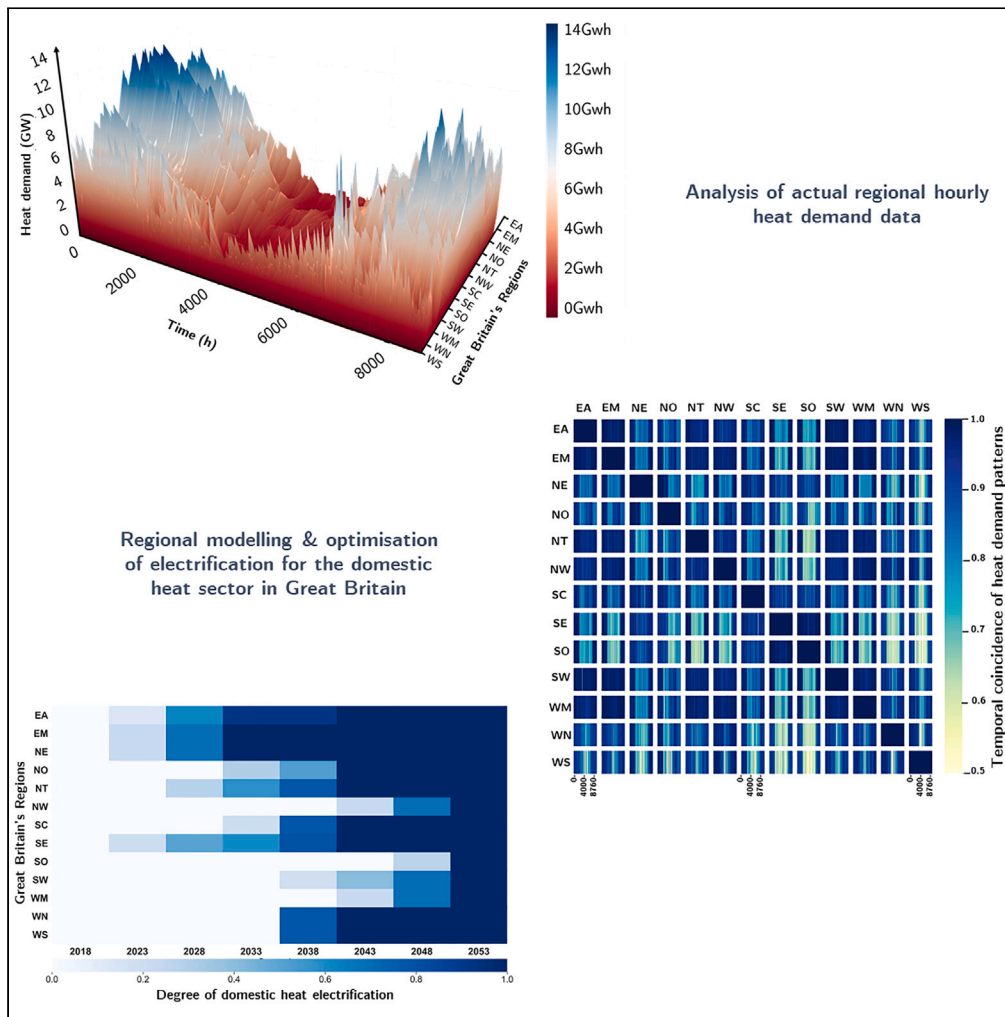 14
12
10
8
6
4
2
0
Heat demand (GW)
0
2000
4000
6000
8000
Time (h)
EA
EM
NE
NO
NT
NW
SC
SE
SO
SW
WM
WN
WS
Great Britain's Regions
14Gwh
12Gwh
10Gwh
8Gwh
6Gwh
4Gwh
2Gwh
0Gwh
Analysis of actual regional hourly
heat demand data
EA EM NE NO NT NW SC SE SO SW WM WN WS
EA
EM
NE
NO
NT
NW
SC
SE
SO
SW
WM
WN
WS
0-
4000-
8760-
0-
4000-
8760-
0-
4000-
8760-
1.0
0.9
0.8
0.7
0.6
0.5
Temporal coincidence of heat demand patterns
Regional modelling & optimisation
of electrification for the domestic
heat sector in Great Britain
Great Britain's Regions
EA
EM
NE
NO
NT
NW
SC
SE
SO
SW
WM
WN
WS
2018 2023 2028 2033 2038 2043 2048 2053
0.0 0.2 0.4 0.6 0.8 1.0
Degree of domestic heat electrification